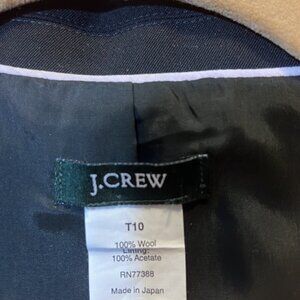 J.CREW
T10
100% Wool
Lining:
100% Acetate
RN77388
Made in Japan